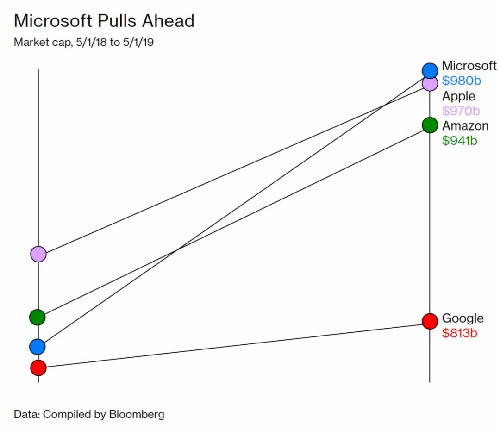 Microsoft Pulls Ahead
Market cap, 5/1/18 to 5/1/19
Microsoft
$980b
Apple
$970b
Amazon
$941b
Google
$813b
Data: Compiled by Bloomberg